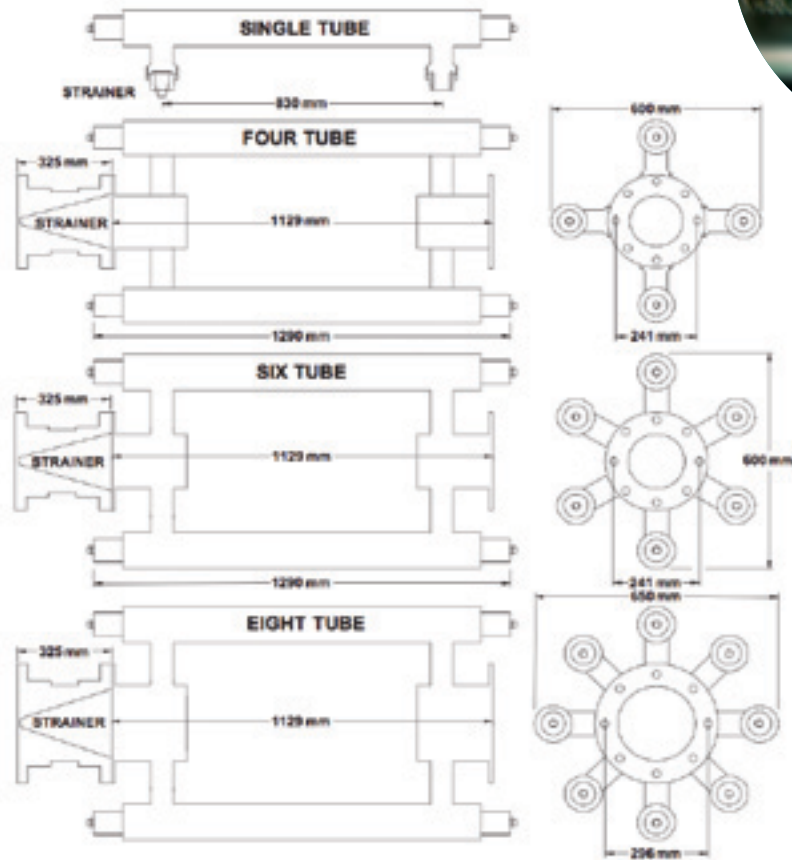 SINGLE TUBE
STRAINER
830 mm
FOUR TUBE
600 mm
325 mm
STRAINER
1129 mm
1290 mm
241 mm
SIX TUBE
325 mm
STRAINER
1129 mm
600 mm
1290 mm
241 mm
650 mm
EIGHT TUBE
325 mm
STRAINER
1129 mm
296 mm